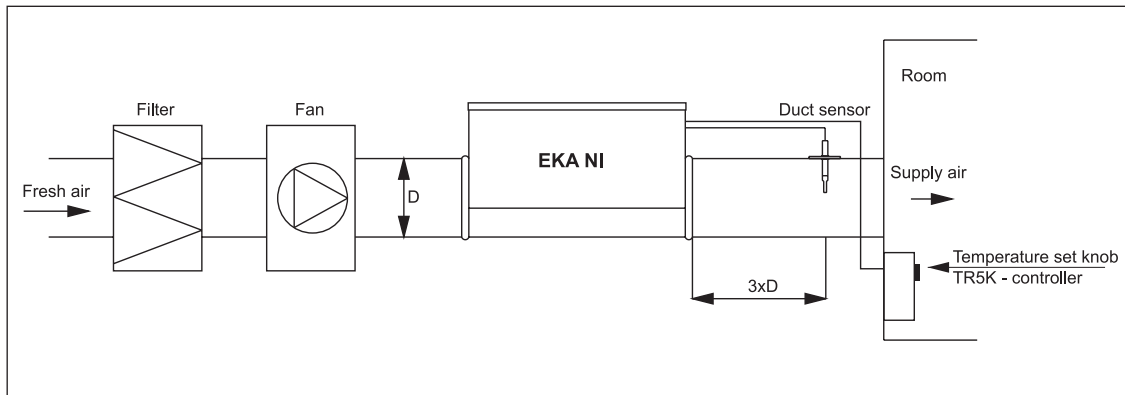 Room
Filter
Fan
Duct sensor
EKA NI
Fresh air
D
Supply air
Temperature set knob
TR5K - controller
3xD